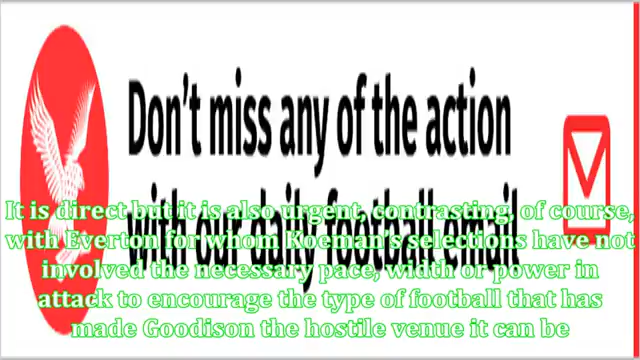 Don't miss any of the action
with our daily football email
It is direct but it is also urgent, contrasting, of course,
with Everton for whom Koeman's selections have not
involved the necessary pace, width or power in
attack to encourage the type of football that has
made Goodison the hostile venue it can be